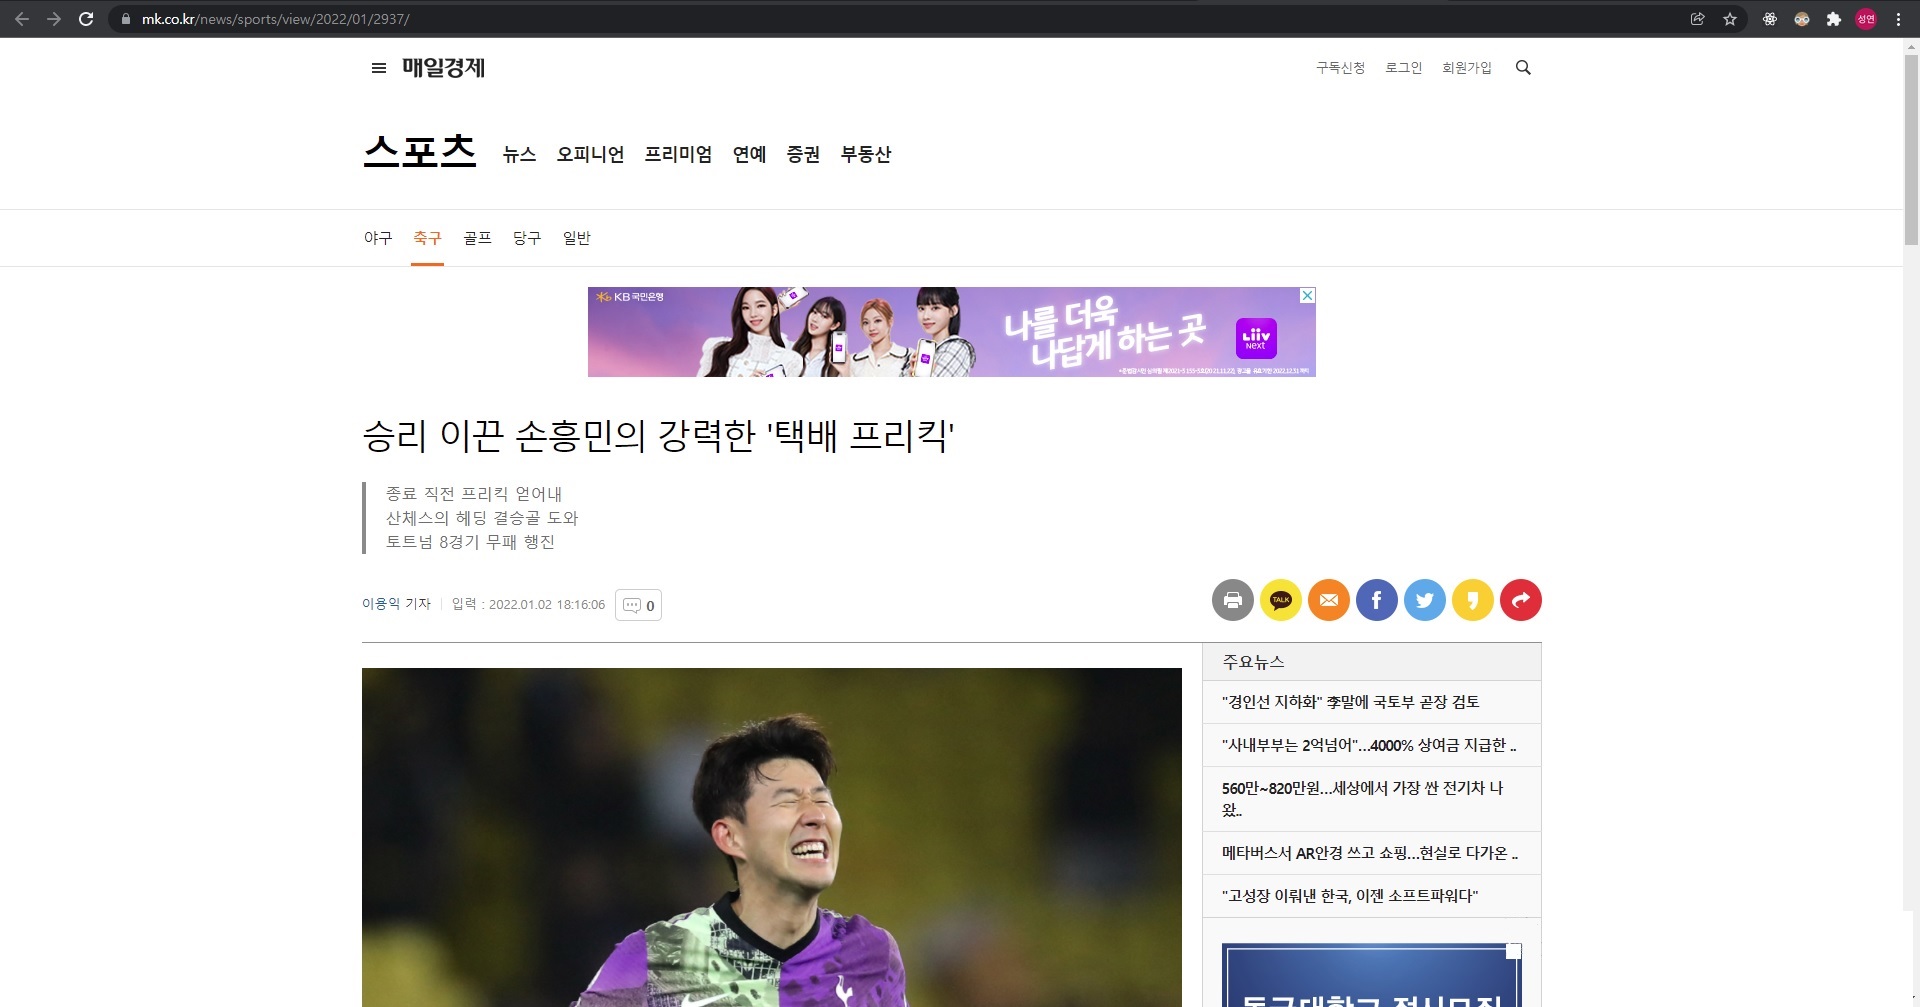 mk.co.kr/news/sports/view/2022/01/2937/
성연
매일경제
구독신청 로그인 회원가입
스포츠 뉴스 오피니언 프리미엄 연예 증권 부동산
야구 축구 골프 당구 일반
KB국민은행
나를 더욱
나답게 하는 곳
Liiv
NEXT
승리 이끈 손흥민의 강력한 '택배 프리킥'
종료 직전 프리킥 얻어내
산체스의 헤딩 결승골 도와
토트넘 8경기 무패 행진
이용익 기자 입력 : 2022.01.02 18:16:06 0
TALK
주요뉴스
"경인선 지하화" 李말에 국토부 곧장 검토
"사내부부는 2억넘어"…4000% 상여금 지급한 ..
560만~820만원…세상에서 가장 싼 전기차 나
왔..
메타버스서 AR안경 쓰고 쇼핑…현실로 다가온 ..
"고성장 이뤄낸 한국, 이젠 소프트파워다"